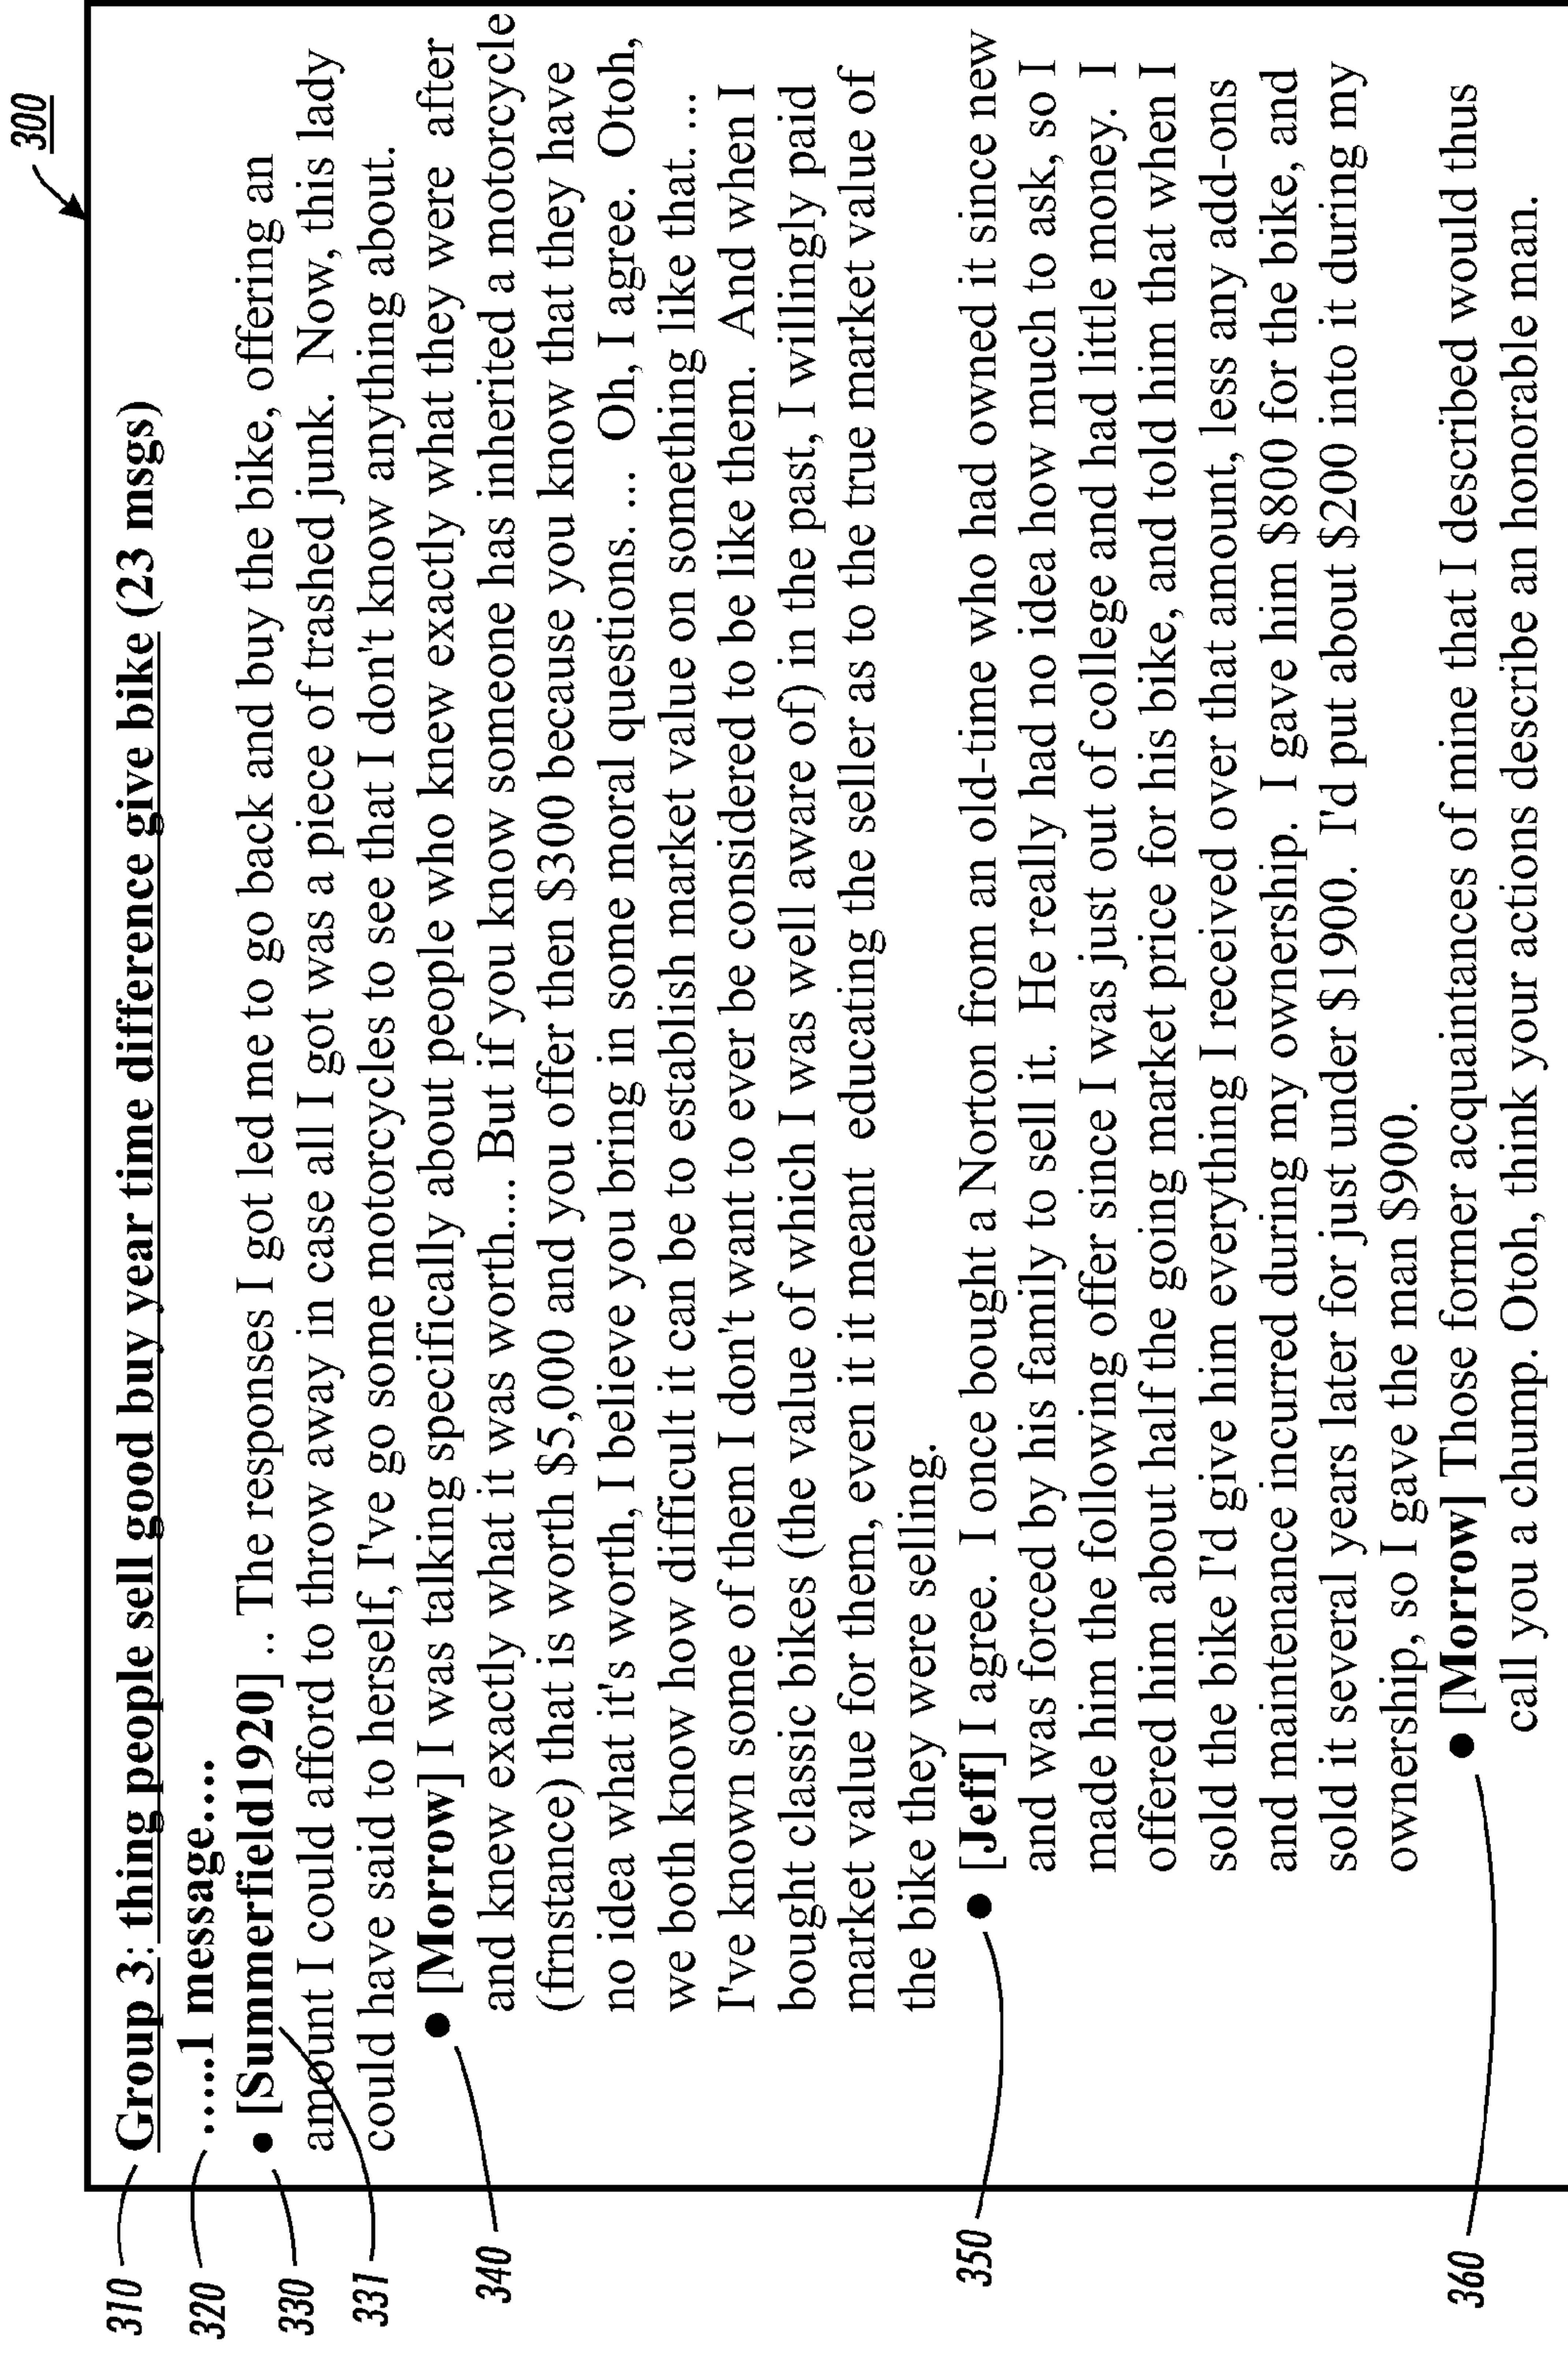 300
310
Group 3: thing people sell good buy year time difference give bike (23 msgs)
320
.....1 message.....
330
● [Summerfield1920] .. The responses I got led me to go back and buy the bike, offering an
amount I could afford to throw away in case all I got was a piece of trashed junk. Now, this lady
331
could have said to herself, I've go some motorcycles to see that I don't know anything about.
● [Morrow] I was talking specifically about people who knew exactly what they were after
340
and knew exactly what it was worth.... But if you know someone has inherited a motorcycle
(frnstance) that is worth $5,000 and you offer then $300 because you know that they have
no idea what it's worth, I believe you bring in some moral questions. ... Oh, I agree. Otoh,
we both know how difficult it can be to establish market value on something like that. ...
I've known some of them I don't want to ever be considered to be like them. And when I
bought classic bikes (the value of which I was well aware of) in the past, I willingly paid
market value for them, even it it meant educating the seller as to the true market value of
the bike they were selling.
350
● [Jeff] I agree. I once bought a Norton from an old-time who had owned it since new
and was forced by his family to sell it. He really had no idea how much to ask, so I
made him the following offer since I was just out of college and had little money. I
offered him about half the going market price for his bike, and told him that when I
sold the bike I'd give him everything I received over that amount, less any add-ons
and maintenance incurred during my ownership. I gave him $800 for the bike, and
sold it several years later for just under $1900. I'd put about $200 into it during my
ownership, so I gave the man $900.
360
● [Morrow] Those former acquaintances of mine that I described would thus
call you a chump. Otoh, think your actions describe an honorable man.